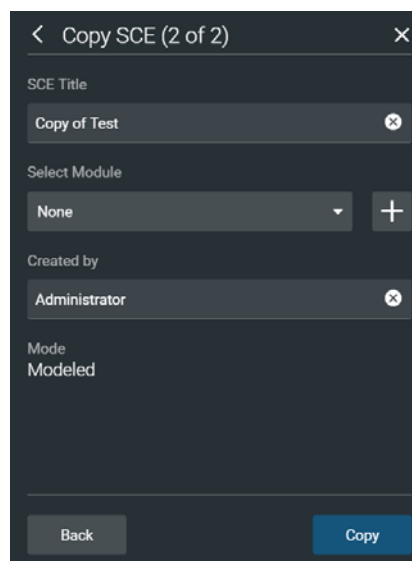 Copy SCE (2 of 2)
SCE Title
Copy of Test
Select Module
None
Created by
Administrator
Mode
Modeled
Back
Copy